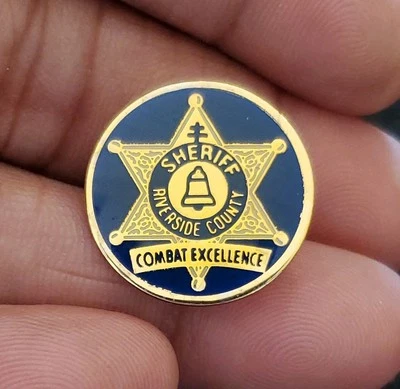 SHERIFF
RIVERSIDE COUNTY
COMBAT EXCELLENCE